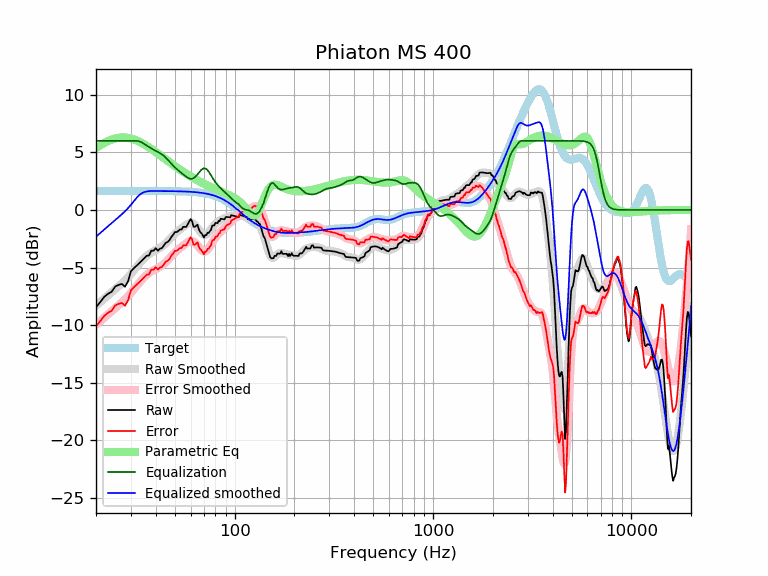 Phiaton MS 400
10
5
0
−5
−10
−15
−20
−25
Amplitude (dBr)
Target
Raw Smoothed
Error Smoothed
Raw
Error
Parametric Eq
Equalization
Equalized smoothed
100
1000
10000
Frequency (Hz)